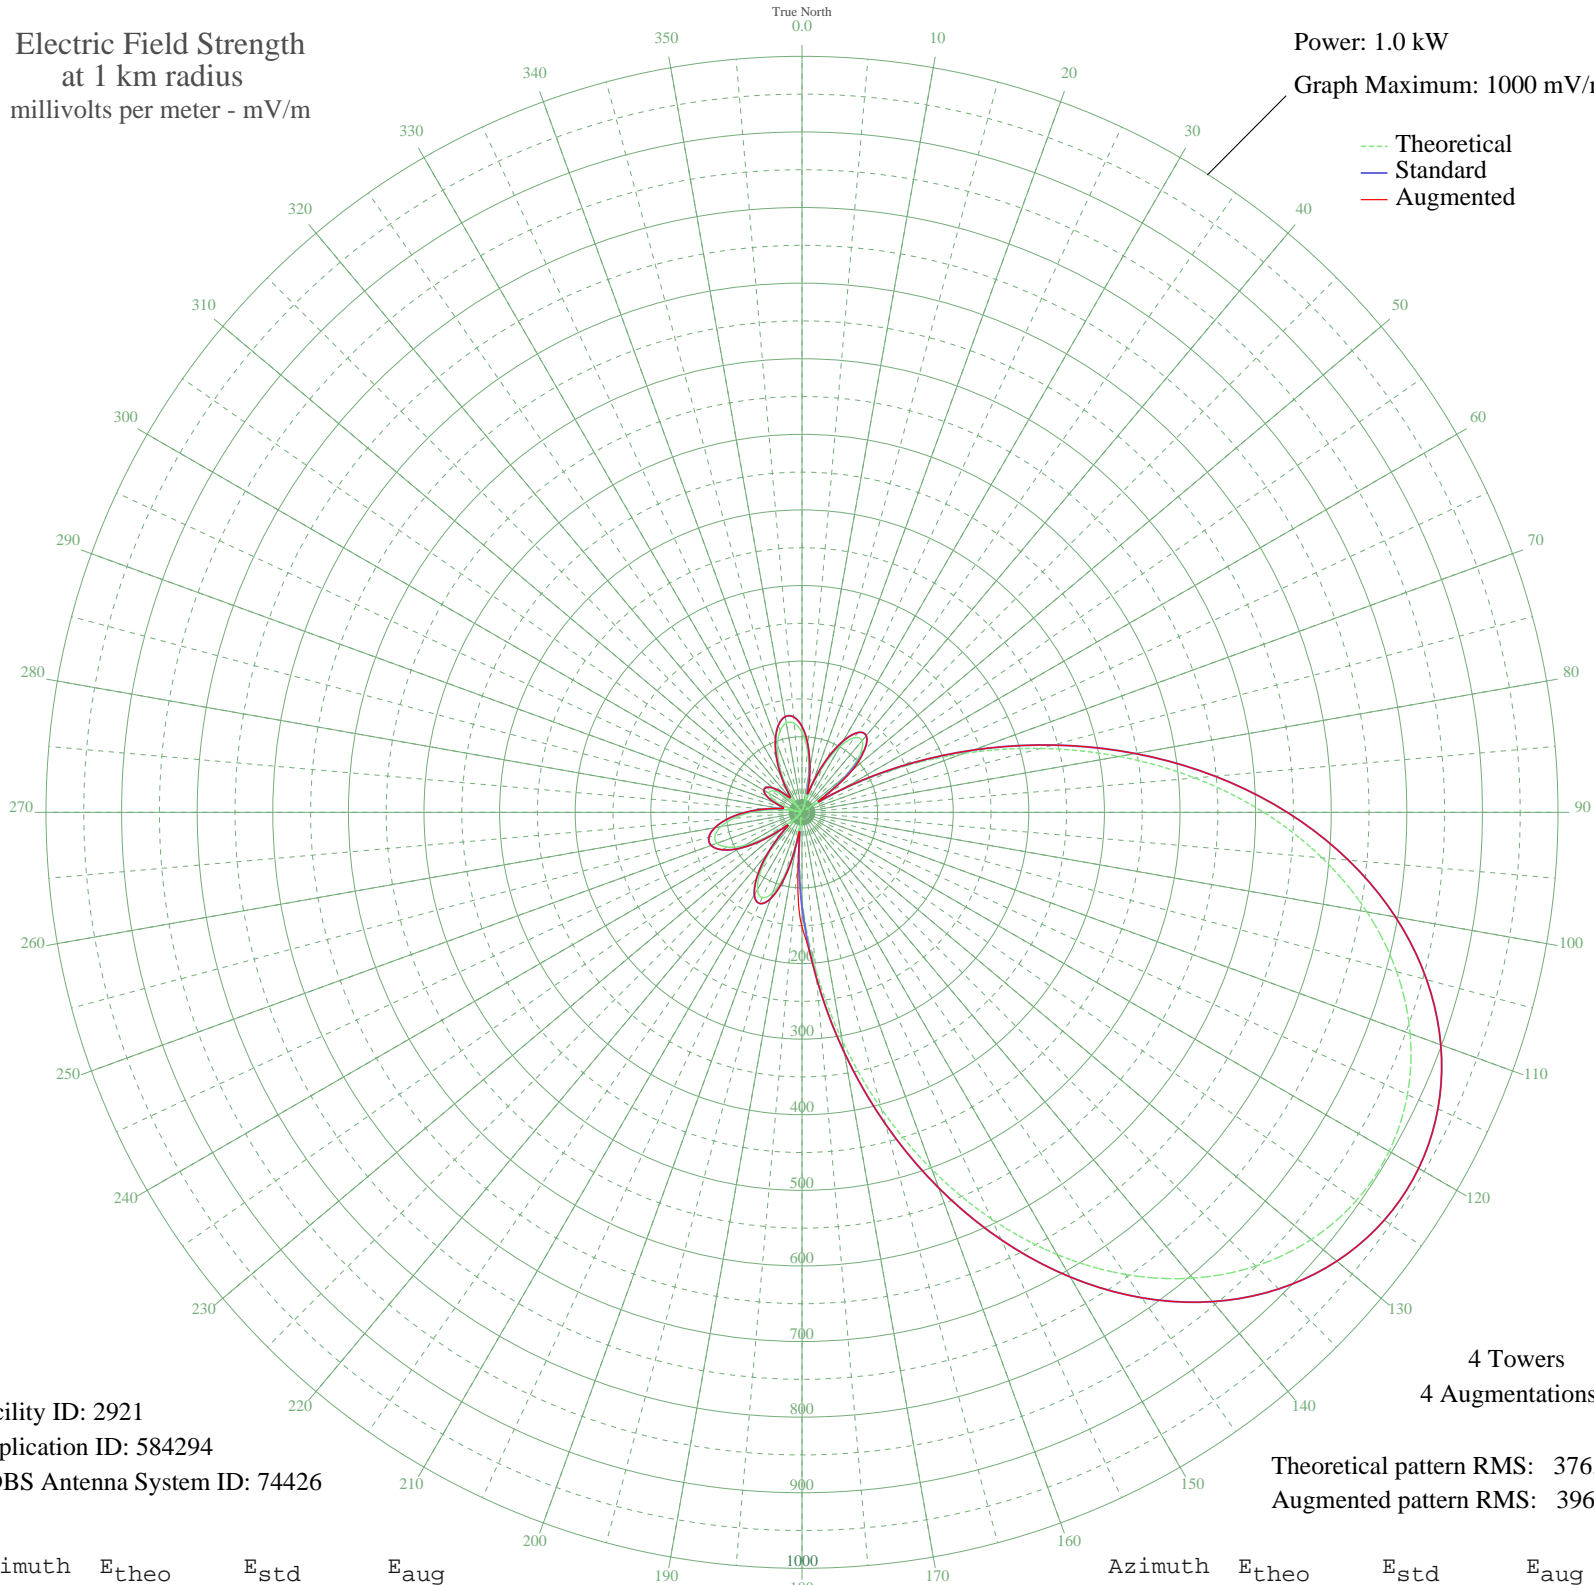 True North
0.0
Electric Field Strength
at 1 km radius
millivolts per meter - mV/m
Power: 1.0 kW
Graph Maximum: 1000 mV/
Theoretical
Standard
Augmented
10
20
30
40
50
60
70
80
90
100
110
120
130
140
150
160
170
190
200
210
220
230
240
250
260
270
280
290
300
310
320
330
340
350
200
300
400
500
600
700
800
900
1000
4 Towers
4 Augmentations
cility ID: 2921
plication ID: 584294
DBS Antenna System ID: 74426
Theoretical pattern RMS: 376
Augmented pattern RMS: 396
imuth Etheo Estd Eaug
Azimuth Etheo Estd Eaug